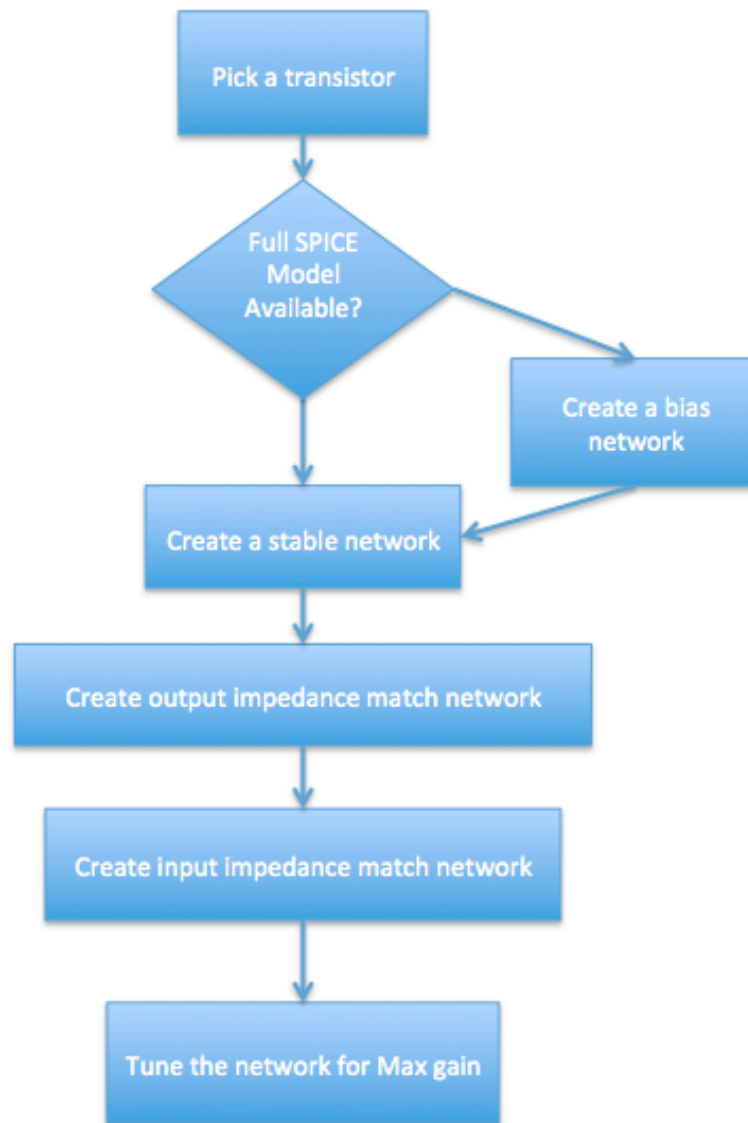 Pick a transistor
Full SPICE
Model
Available?
Create a bias
network
Create a stable network
Create output impedance match network
Create input impedance match network
Tune the network for Max gain